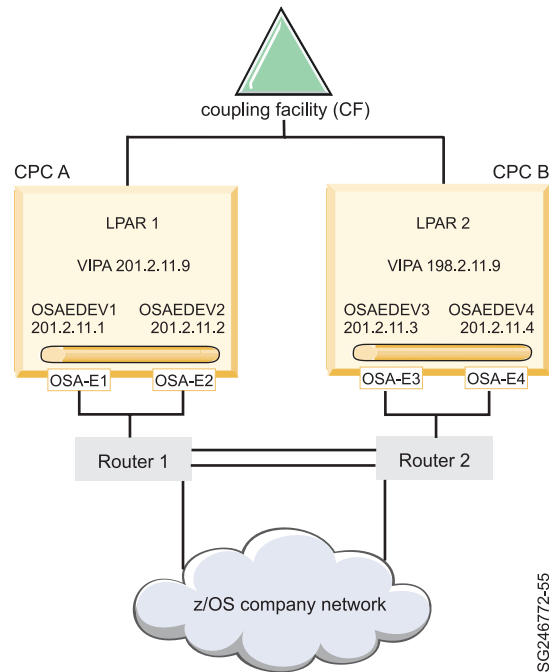 coupling facility (CF)
CPC A
CPC B
LPAR 1
VIPA 201.2.11.9
OSAEDEV1 OSAEDEV2
201.2.11.1 201.2.11.2
OSA-E1 OSA-E2
LPAR 2
VIPA 198.2.11.9
OSAEDEV3 OSAEDEV4
201.2.11.3 201.2.11.4
OSA-E3 OSA-E4
Router 1
Router 2
z/OS company network
SG246772-55